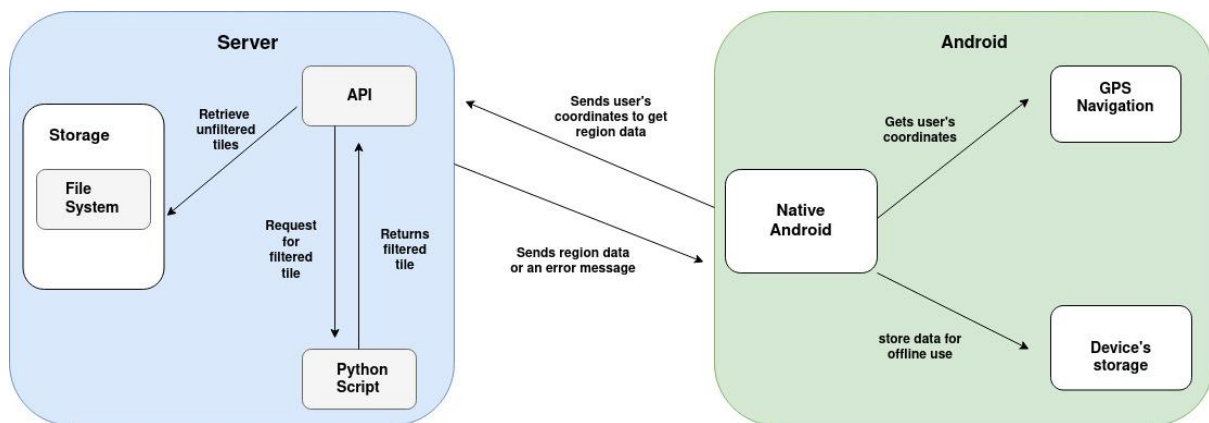 Server
API
Storage
Retrieve
unfiltered
tiles
File
System
Request
for
filtered
tile
Returns
filtered
tile
Python
Script
Sends user's
coordinates to get
region data
Sends region data
or an error message
Android
GPS
Navigation
Gets user's
coordinates
Native
Android
store data for
offline use
Device's
storage